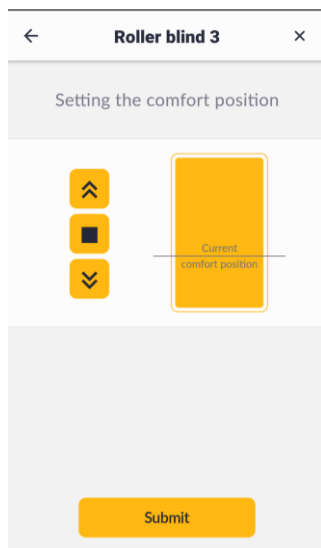 Roller blind 3
Setting the comfort position
Current
comfort position
Submit